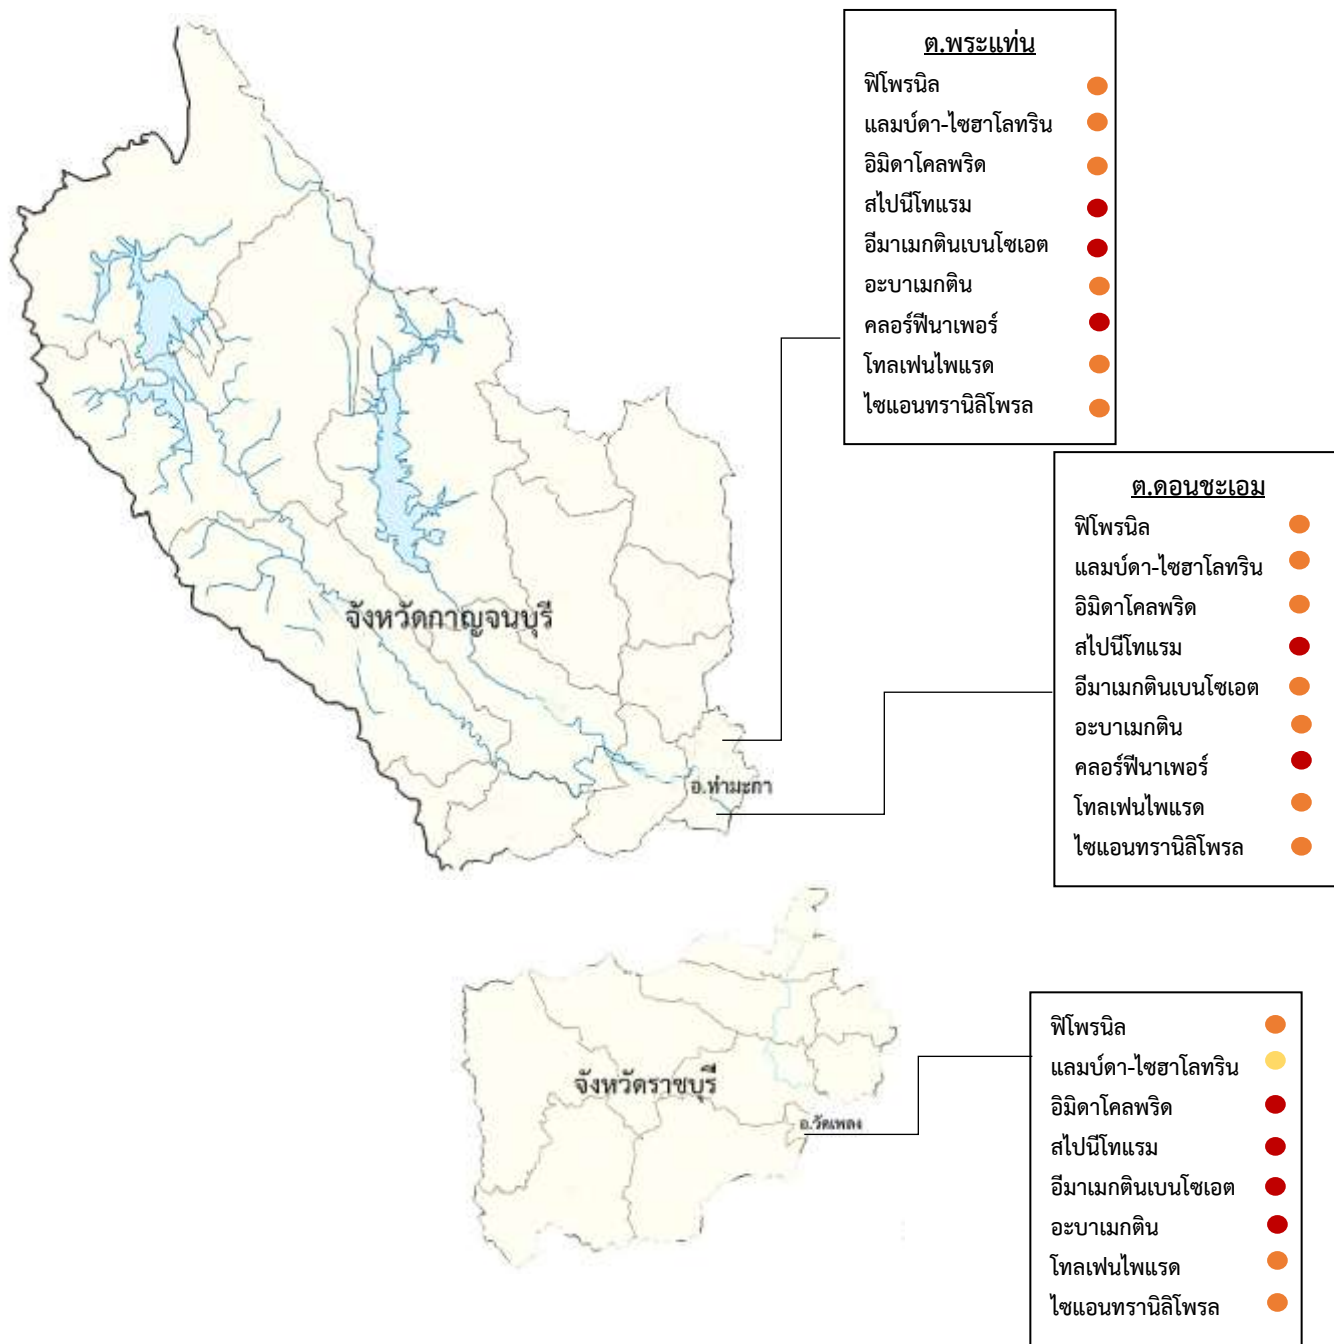 ต.พระแท่น
ฟิโพรนิล
แลมบ์ดา-ไซฮาโลทริน
อิมิดาโคลพริด
สไปนีโทแรม
อีมาเมกตินเบนโซเอต
อะบาเมกติน
คลอร์ฟีนาเพอร์
โทลเฟนไพแรด
ไซแอนทรานิลิโพรล
ต.ดอนชะเอม
ฟิโพรนิล
แลมบ์ดา-ไซฮาโลทริน
อิมิดาโคลพริด
สไปนีโทแรม
อีมาเมกตินเบนโซเอต
อะบาเมกติน
คลอร์ฟีนาเพอร์
โทลเฟนไพแรด
ไซแอนทรานิลิโพรล
จังหวัดกาญจนบุรี
อ.ท่ามะกา
ฟิโพรนิล
แลมบ์ดา-ไซฮาโลทริน
อิมิดาโคลพริด
สไปนีโทแรม
อีมาเมกตินเบนโซเอต
อะบาเมกติน
โทลเฟนไพแรด
ไซแอนทรานิลิโพรล
จังหวัดราชบุรี
อ.วัดเพลง